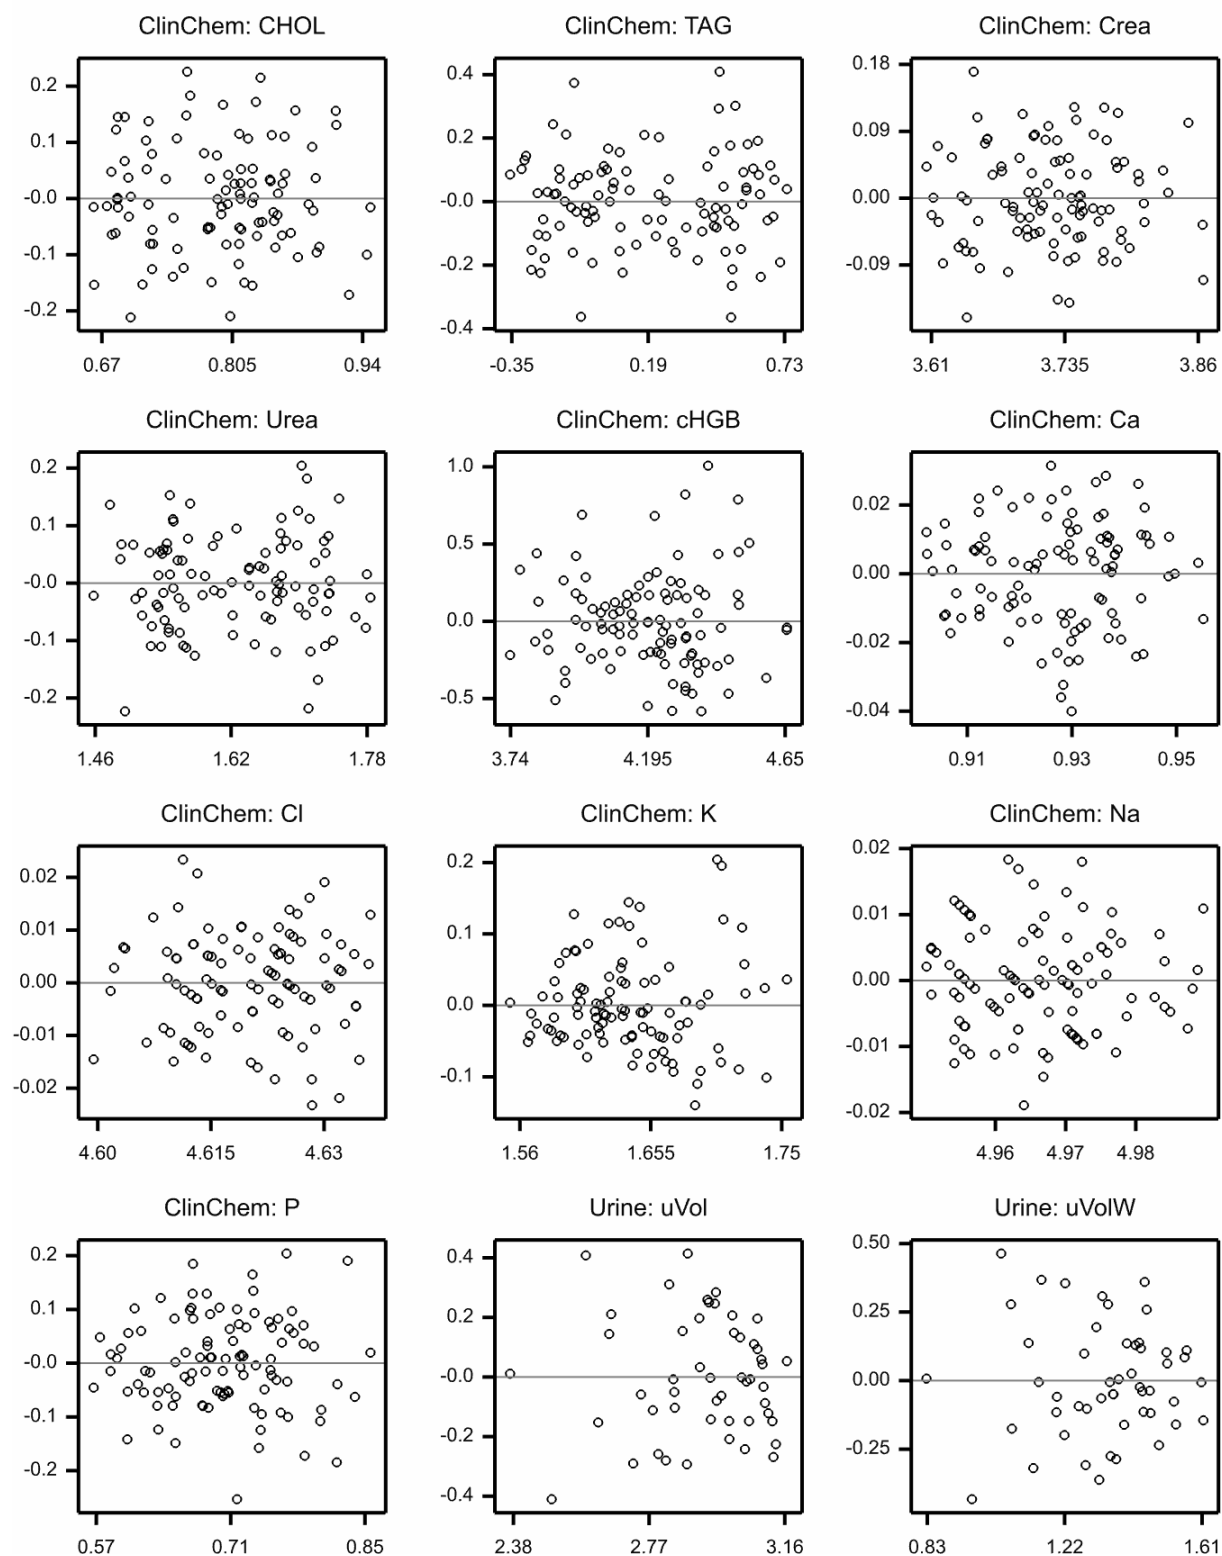 ClinChem: CHOL
0.2
0.1
-0.0
-0.1
-0.2
0.67 0.805 0.94
ClinChem: TAG
0.4
0.2
-0.0
-0.2
-0.4
-0.35 0.19 0.73
ClinChem: Crea
0.18
0.09
0.00
-0.09
3.61 3.735 3.86
ClinChem: Urea
0.2
0.1
-0.0
-0.1
-0.2
1.46 1.62 1.78
ClinChem: cHGB
1.0
0.5
0.0
-0.5
3.74 4.195 4.65
ClinChem: Ca
0.02
0.00
-0.02
-0.04
0.91 0.93 0.95
ClinChem: Cl
0.02
0.01
0.00
-0.01
-0.02
4.60 4.615 4.63
ClinChem: K
0.2
0.1
0.0
-0.1
1.56 1.655 1.75
ClinChem: Na
0.02
0.01
0.00
-0.01
-0.02
4.96 4.97 4.98
ClinChem: P
0.2
0.1
-0.0
-0.1
-0.2
0.57 0.71 0.85
Urine: uVol
0.4
0.2
-0.0
-0.2
-0.4
2.38 2.77 3.16
Urine: uVolW
0.50
0.25
0.00
-0.25
0.83 1.22 1.61